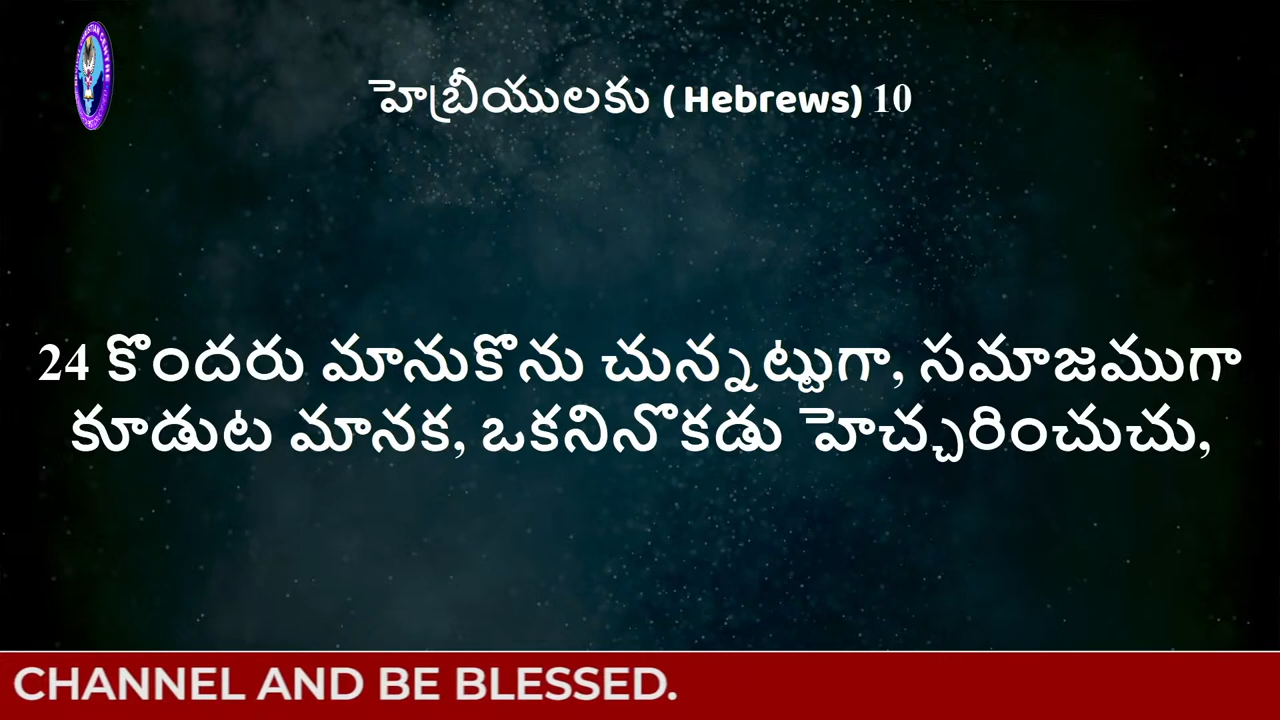 హెబ్రీయులకు ( Hebrews) 10
24 కొందరు మానుకొను చున్నట్టుగా, సమాజముగా
కూడుట మానక, ఒకనినొకడు హెచ్చరించుచు,
CHANNEL AND BE BLESSED.